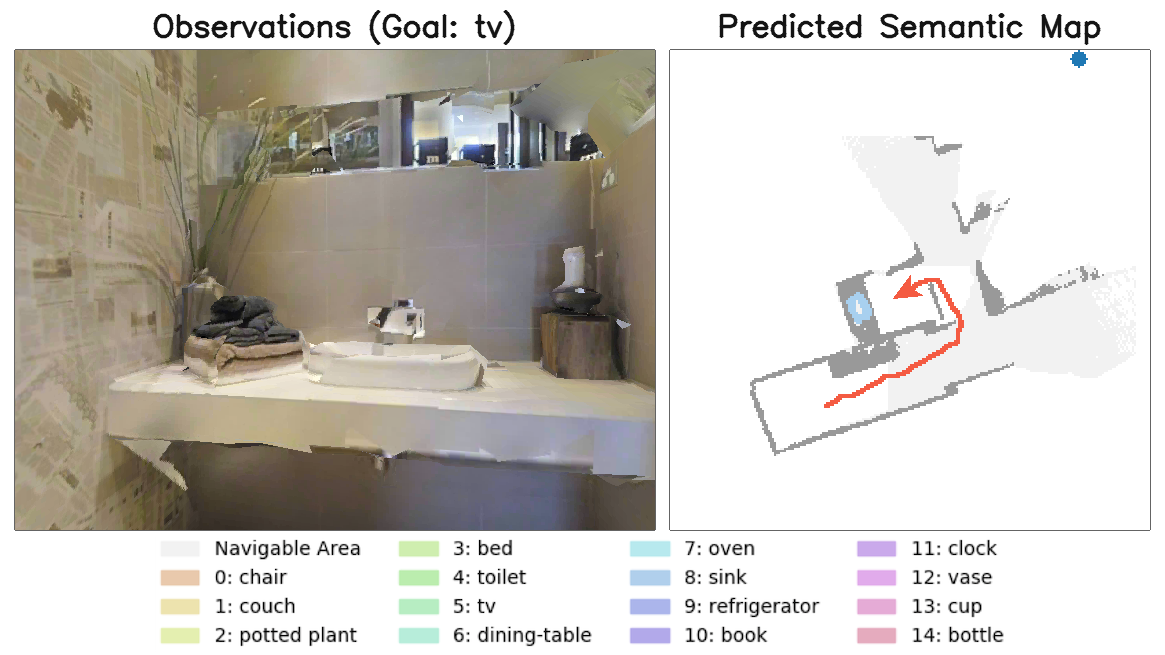 Observations (Goal: tv)
Predicted Semantic Map
Navigable Area
0: chair
1: couch
2: potted plant
3: bed
4: toilet
5: tv
6: dining-table
7: oven
8: sink
9: refrigerator
10: book
11: clock
12: vase
13: cup
14: bottle